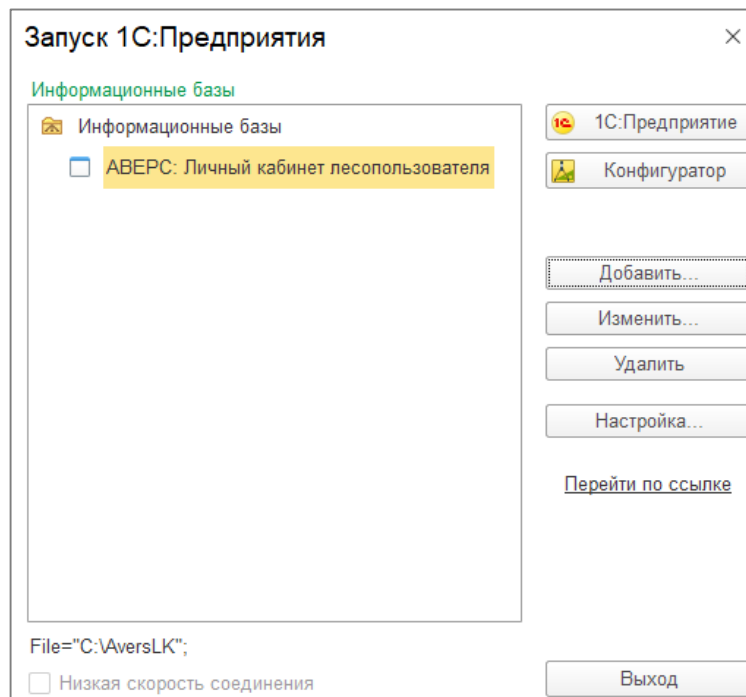 Запуск 1С:Предприятия
Информационные базы
Информационные базы
АВЕРС: Личный кабинет лесопользователя
1С:Предприятие
Конфигуратор
Добавить...
Изменить...
Удалить
Настройка...
Перейти по ссылке
File="C:\AversLK";
Низкая скорость соединения
Выход